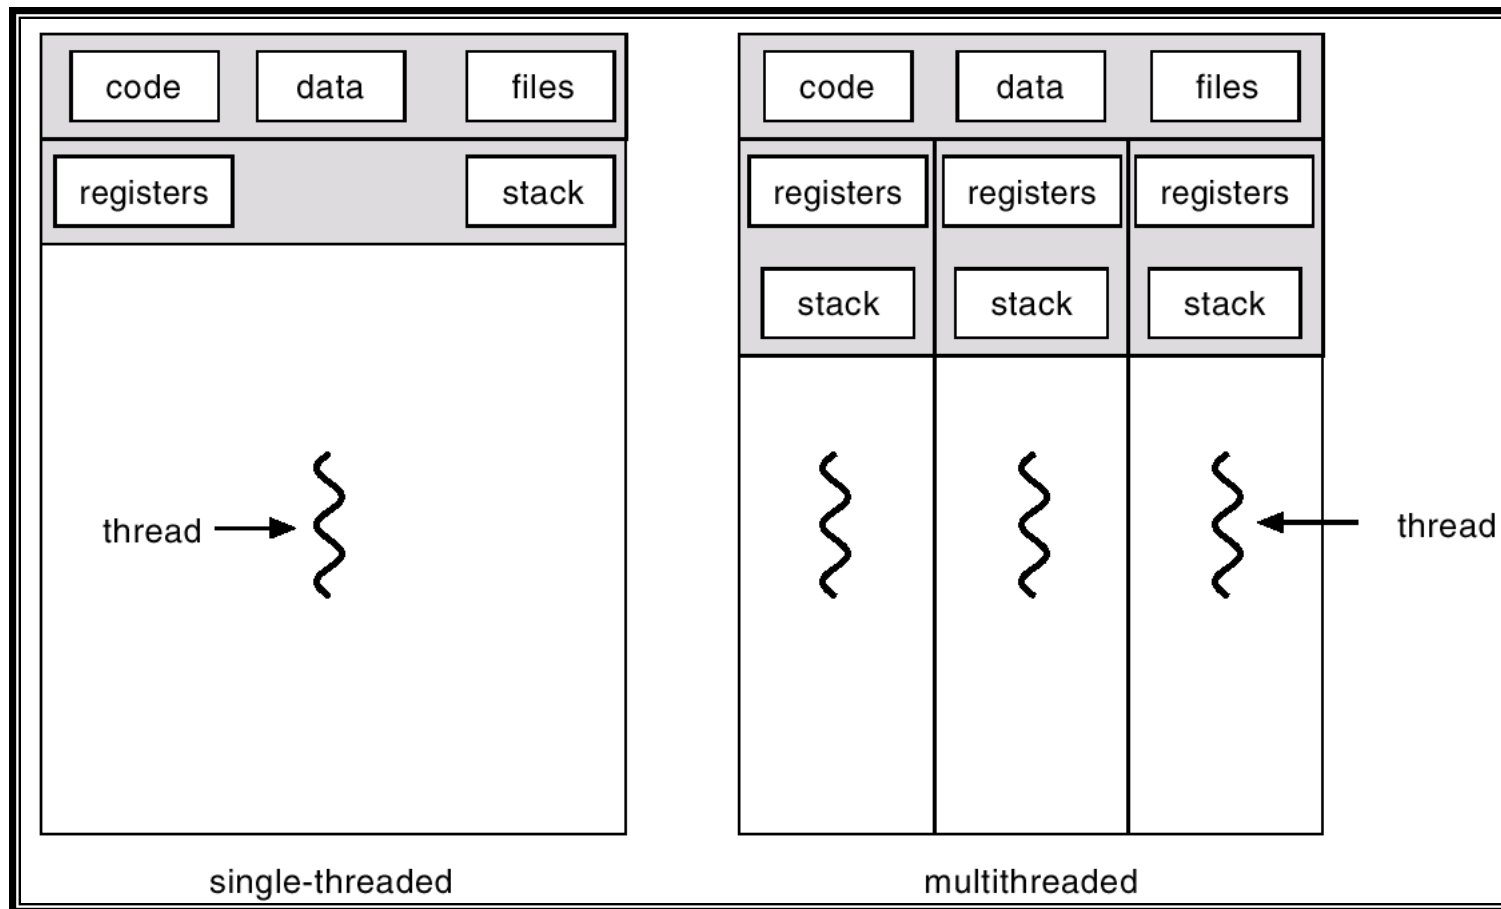 code data files
registers stack
thread
single-threaded
code data files
registers registers registers
stack stack stack
thread
multithreaded